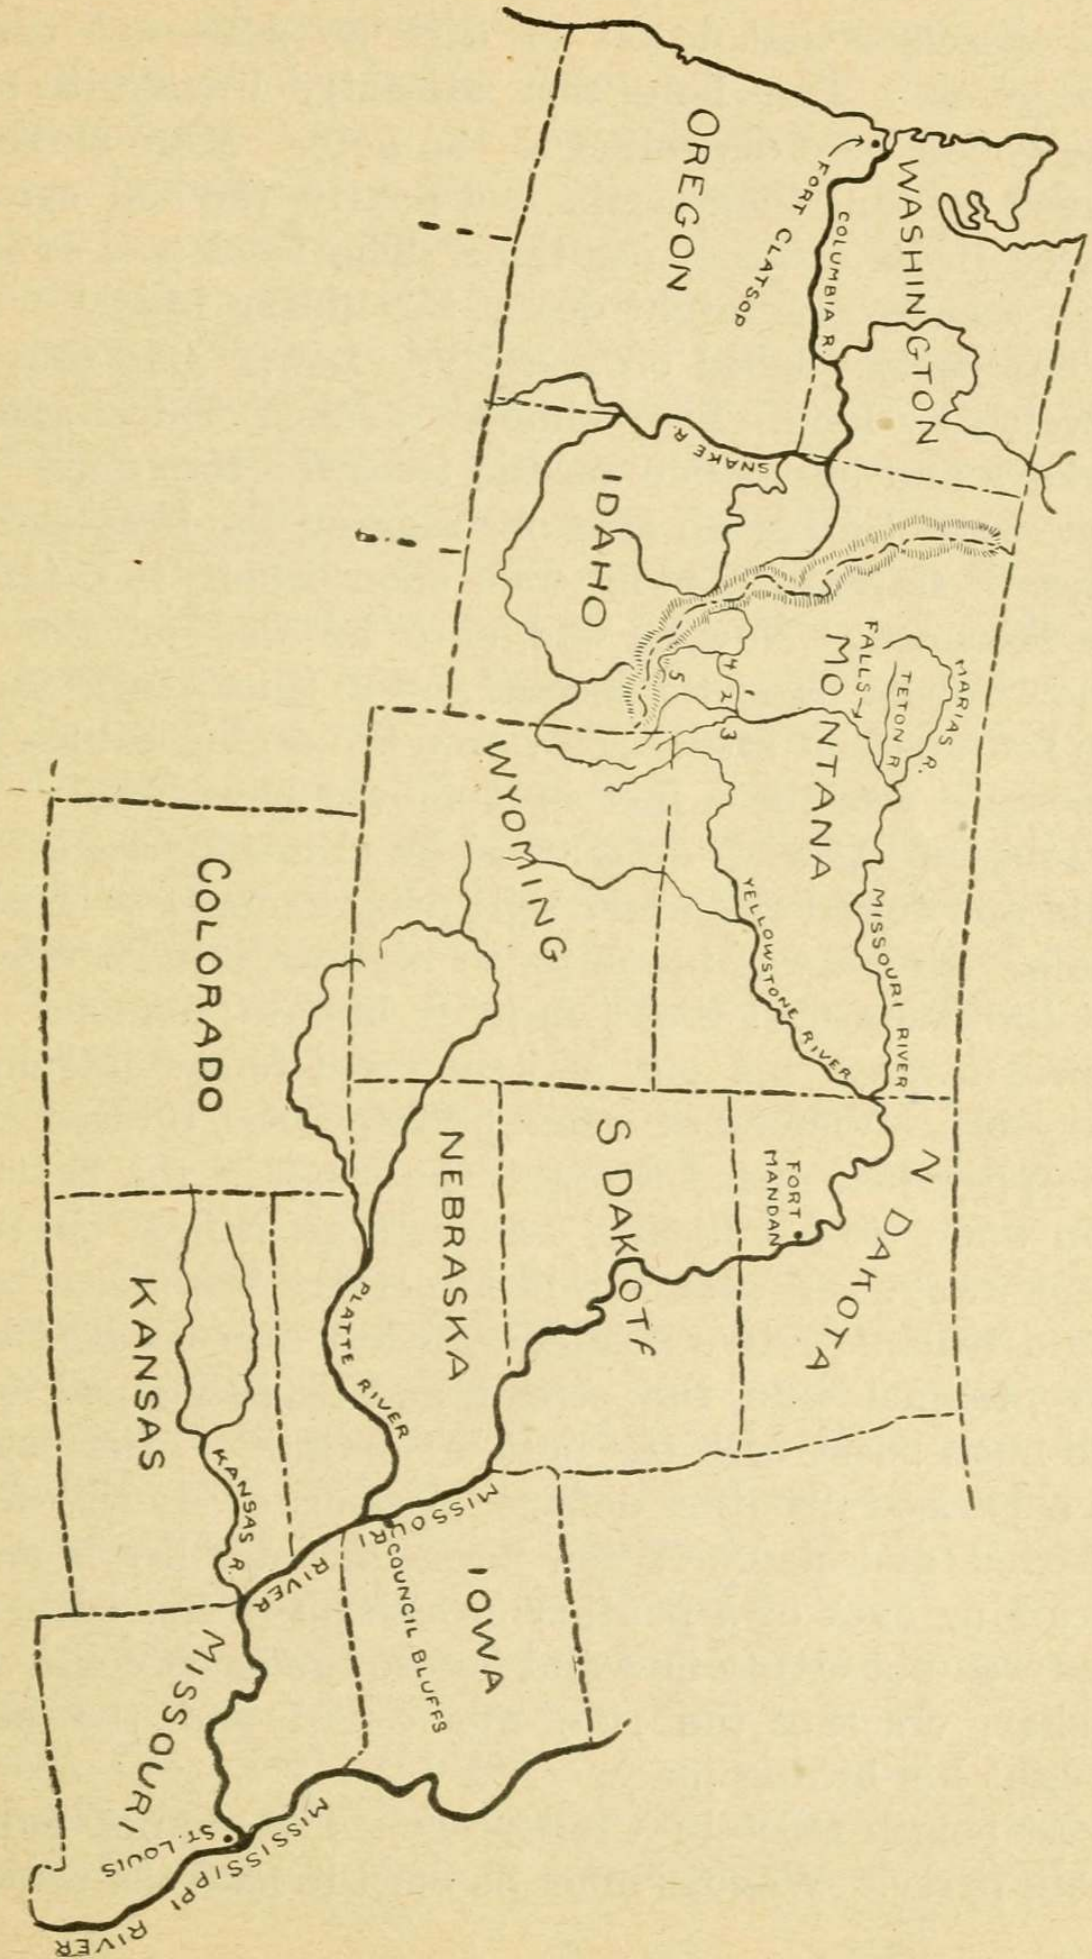 WASHINGTON
COLUMBIA R.
FORT CLATSOP
OREGON
SNAKE R.
IDAHO
MARIAS R.
TETON R
FALLS
MONTANA
4
5
1
2
3
MISSOURI RIVER
YELLOWSTONE RIVER
WYOMING
N DAKOTA
FORT
MANDAN
S DAKOTA
NEBRASKA
PLATTE RIVER
COLORADO
KANSAS
KANSAS R.
MISSOURI RIVER
IOWA
COUNCIL BLUFFS
MISSOURI
ST. LOUIS
MISSISSIPPI RIVER